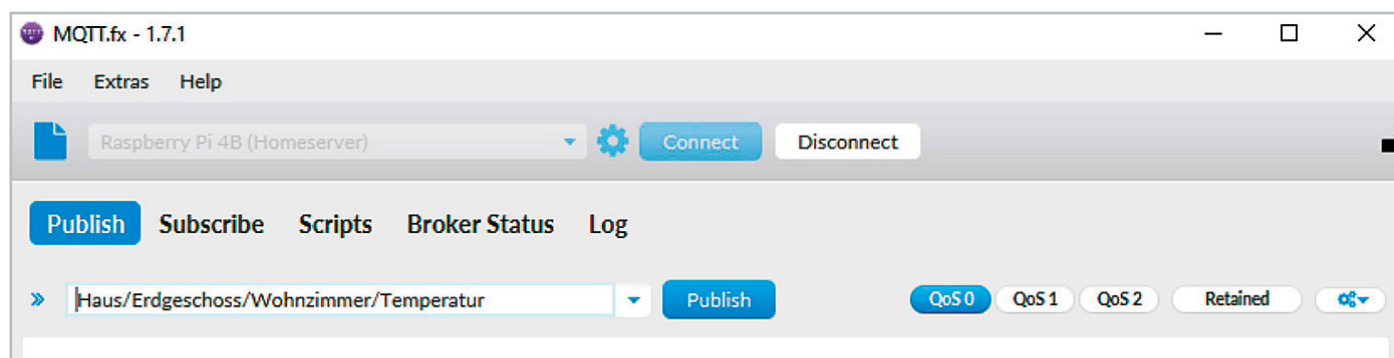 MQTT.fx - 1.7.1
File Extras Help
Raspberry Pi 4B (Homeserver) Connect Disconnect
Publish Subscribe Scripts Broker Status Log
Haus/Erdgeschoss/Wohnzimmer/Temperatur Publish QoS 0 QoS 1 QoS 2 Retained